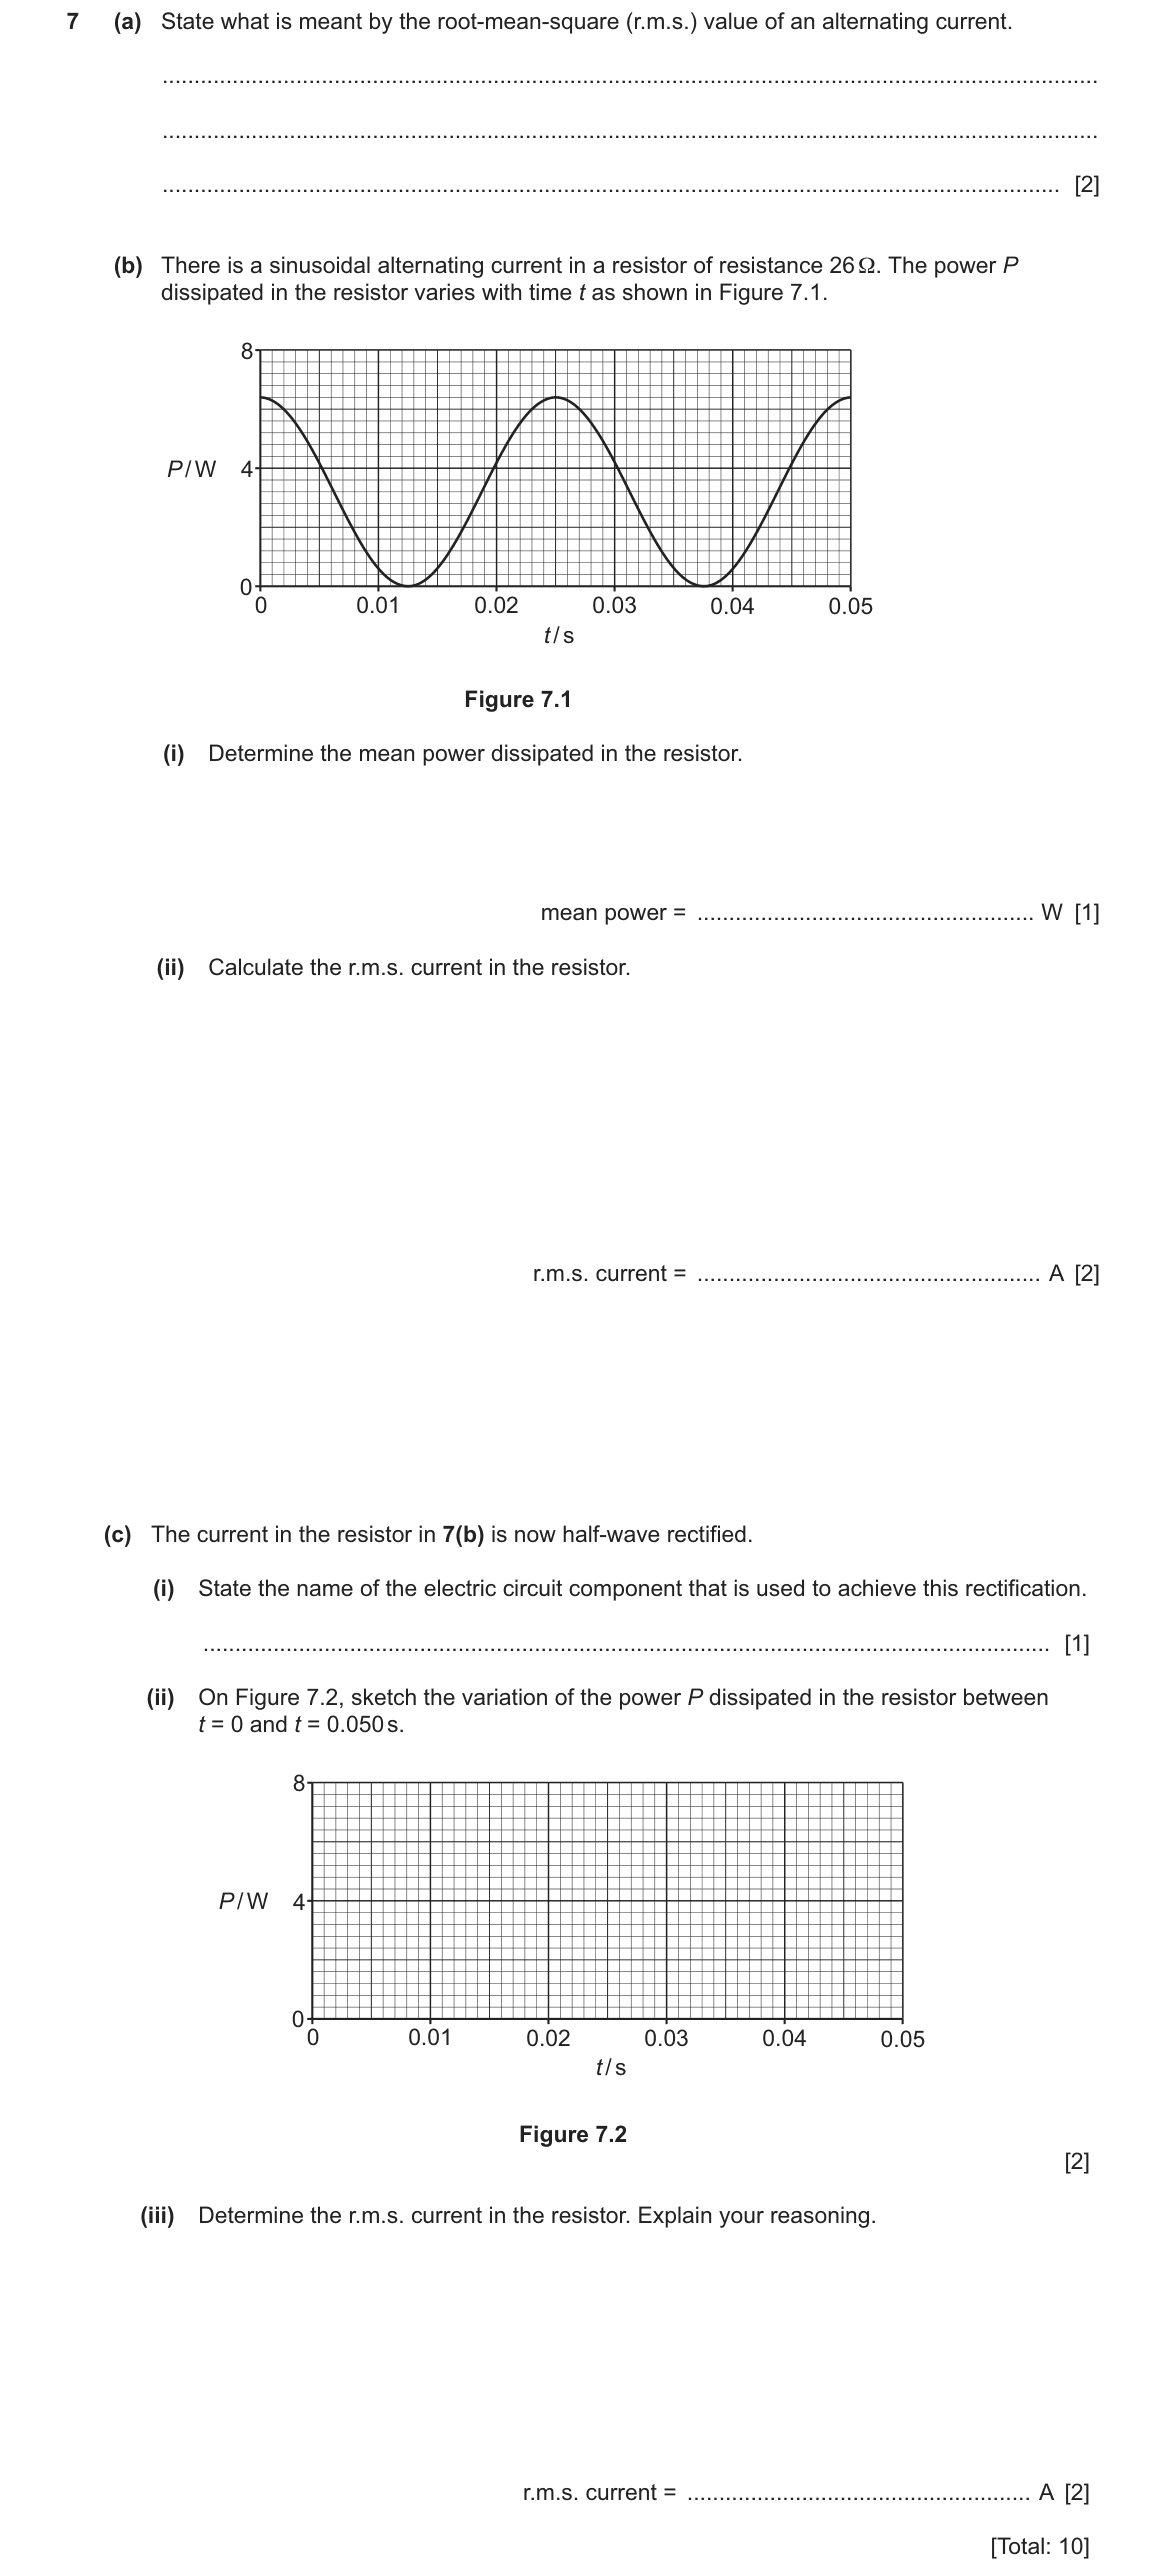 7 (a) State what is meant by the root-mean-square (r.m.s.) value of an alternating current.
..........
..........
.......... [2]
(b) There is a sinusoidal alternating current in a resistor of resistance 26 Ω. The power P
dissipated in the resistor varies with time t as shown in Figure 7.1.
8
P / W 4
0
0 0.01 0.02 0.03 0.04 0.05
t / s
Figure 7.1
(i) Determine the mean power dissipated in the resistor.
mean power = .......... W [1]
(ii) Calculate the r.m.s. current in the resistor.
r.m.s. current = .......... A [2]
(c) The current in the resistor in 7(b) is now half-wave rectified.
(i) State the name of the electric circuit component that is used to achieve this rectification.
.......... [1]
(ii) On Figure 7.2, sketch the variation of the power P dissipated in the resistor between
t = 0 and t = 0.050 s.
8
P / W 4
0
0 0.01 0.02 0.03 0.04 0.05
t / s
Figure 7.2
[2]
(iii) Determine the r.m.s. current in the resistor. Explain your reasoning.
r.m.s. current = .......... A [2]
[Total: 10]